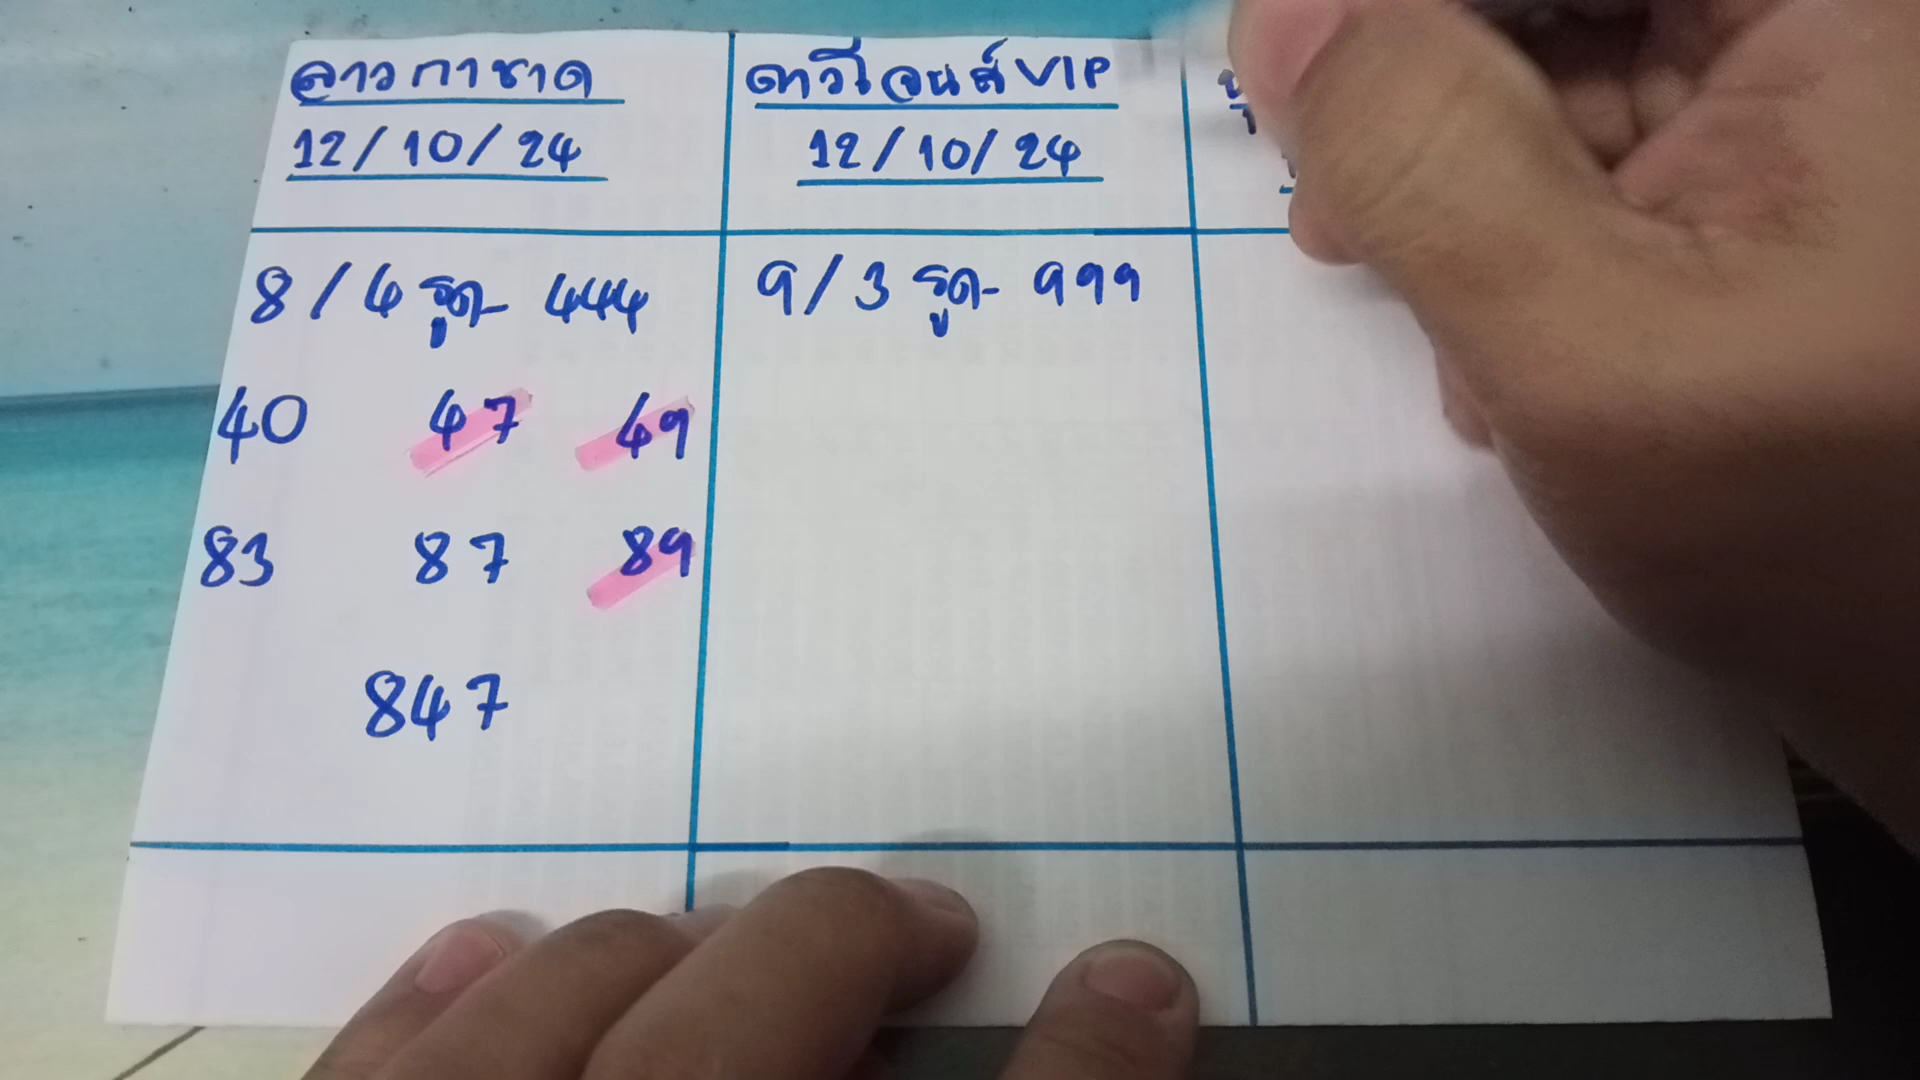 ลาวกาชาด
12/10/24
8/4 รูด- 444
40 47 49
83 87 89
847
ดาวโจนส์ VIP
12/10/24
9/3 รูด- 999